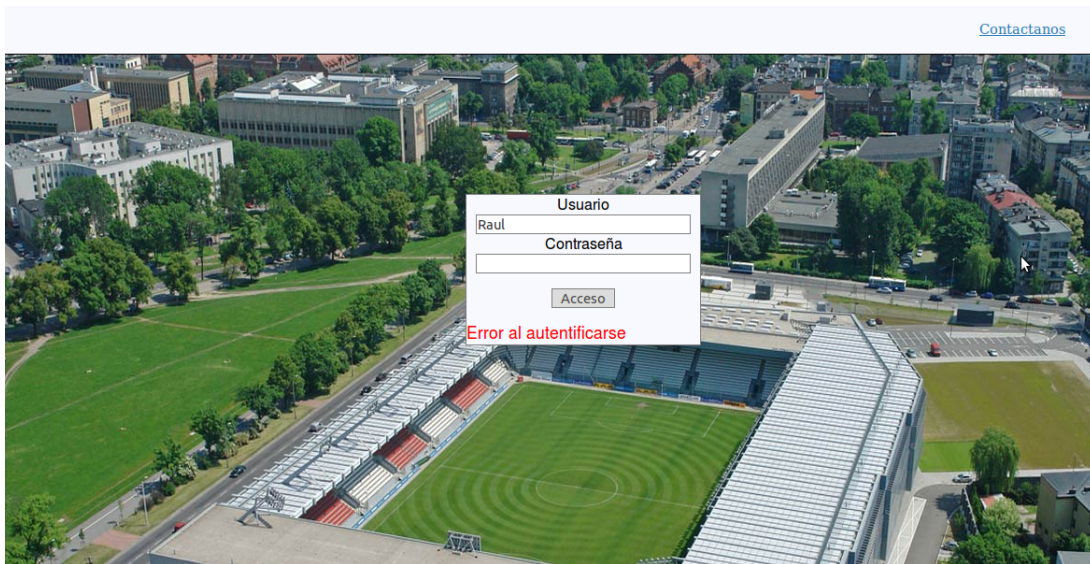 Contactanos
Usuario
Raul
Contraseña
Acceso
Error al autentificarse